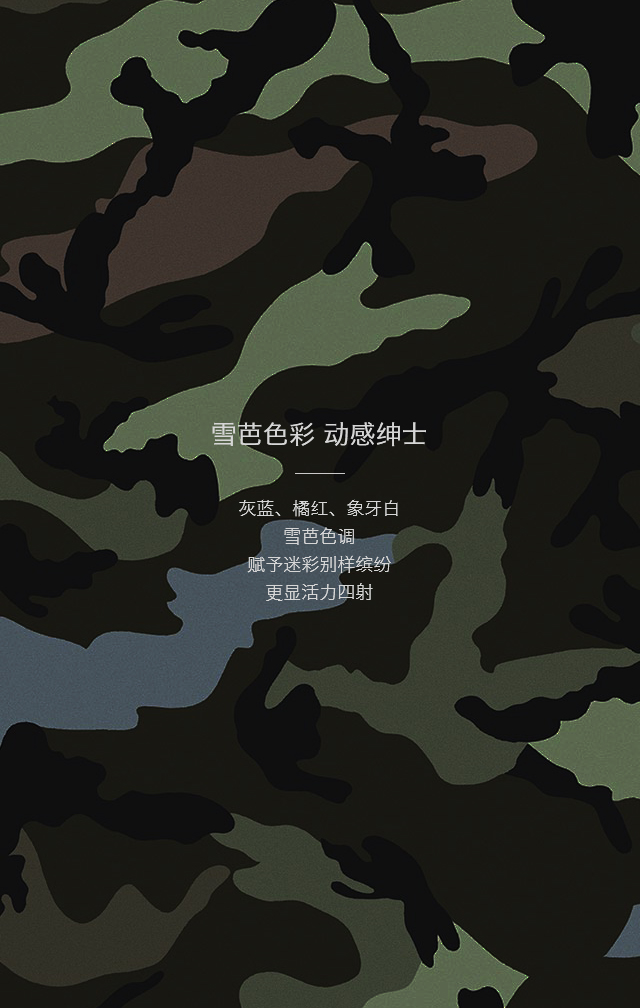 雪芭色彩 动感绅士
灰蓝、橘红、象牙白
雪芭色调
赋予迷彩别样缤纷
更显活力四射